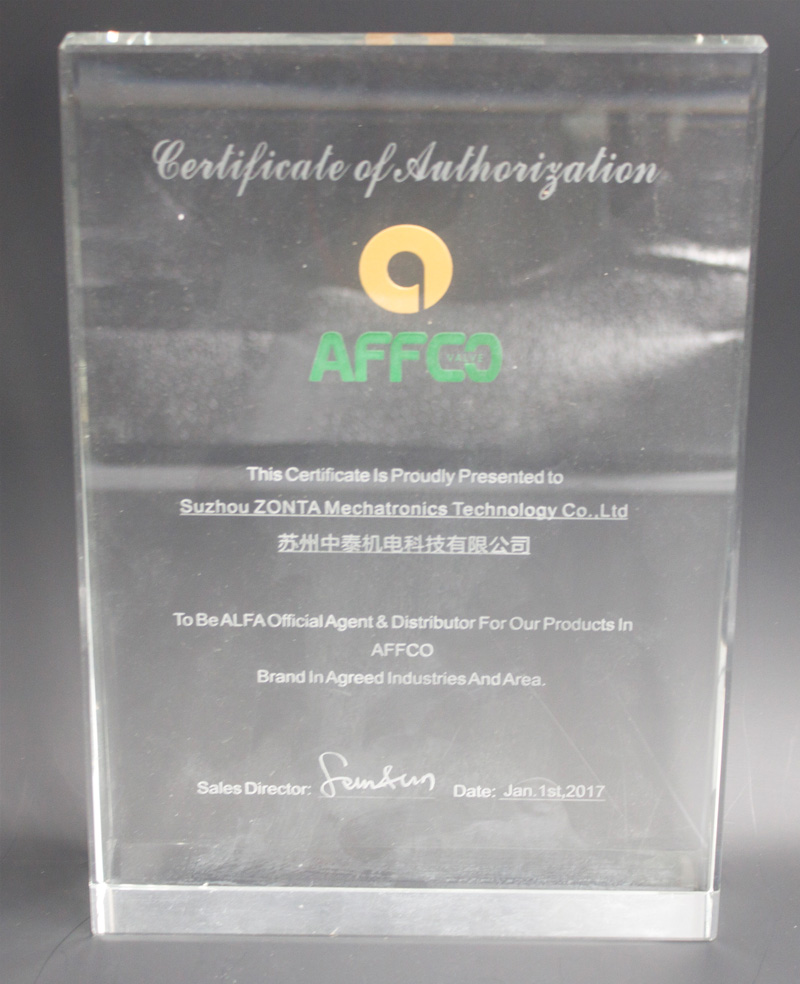 Certificate of Authorization
AFFCO
VALVE
This Certificate Is Proudly Presented to
Suzhou ZONTA Mechatronics Technology Co.,Ltd
苏州中泰机电科技有限公司
To Be ALFA Official Agent & Distributor For Our Products In
AFFCO
Brand In Agreed Industries And Area.
Sales Director: Date: Jan.1st,2017